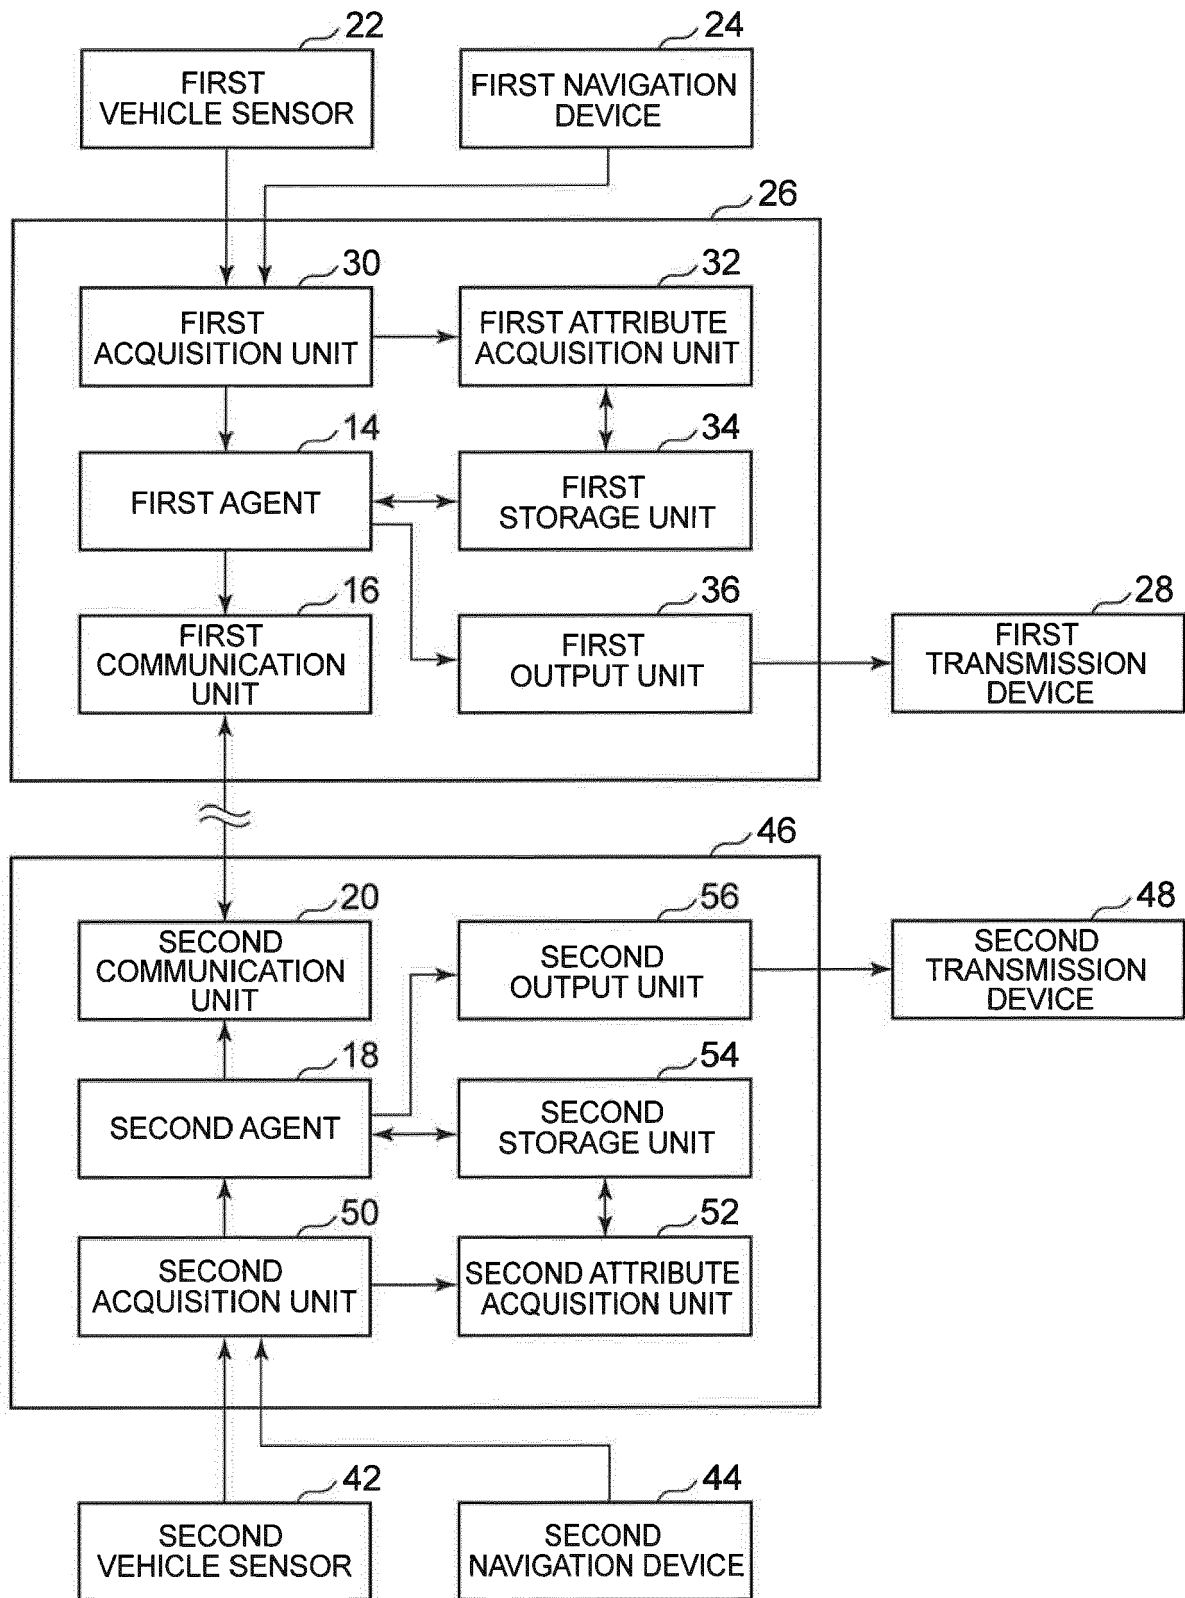 22
FIRST
VEHICLE SENSOR
24
FIRST NAVIGATION
DEVICE
26
30
FIRST
ACQUISITION UNIT
32
FIRST ATTRIBUTE
ACQUISITION UNIT
14
FIRST AGENT
34
FIRST
STORAGE UNIT
16
FIRST
COMMUNICATION
UNIT
36
FIRST
OUTPUT UNIT
28
FIRST
TRANSMISSION
DEVICE
46
20
SECOND
COMMUNICATION
UNIT
56
SECOND
OUTPUT UNIT
48
SECOND
TRANSMISSION
DEVICE
18
SECOND AGENT
54
SECOND
STORAGE UNIT
50
SECOND
ACQUISITION UNIT
52
SECOND ATTRIBUTE
ACQUISITION UNIT
42
SECOND
VEHICLE SENSOR
44
SECOND
NAVIGATION DEVICE